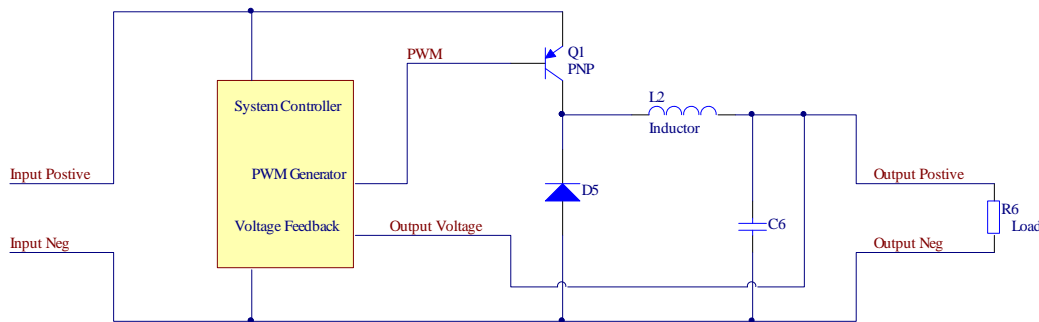 Q1
PNP
PWM
L2
Inductor
System Controller
Input Postive
PWM Generator
Output Postive
D5
R6
Load
Voltage Feedback
Output Voltage
C6
Input Neg
Output Neg